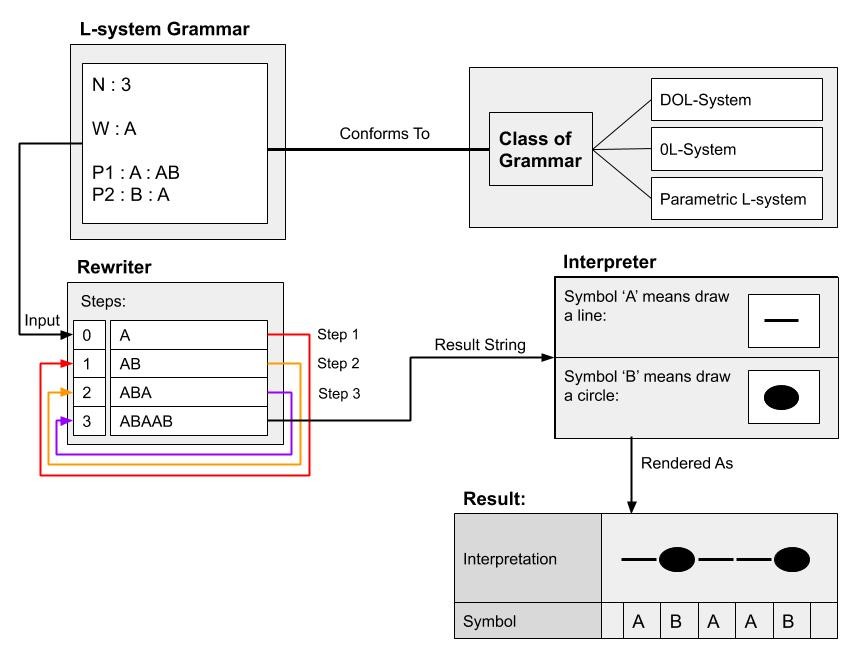 L-system Grammar
N : 3
W : A
P1 : A : AB
P2 : B : A
Conforms To
Class of
Grammar
DOL-System
0L-System
Parametric L-system
Rewriter
Steps:
Input
0 A
1 AB
2 ABA
3 ABAAB
Step 1
Step 2
Step 3
Result String
Interpreter
Symbol ‘A’ means draw
a line:
Symbol ‘B’ means draw
a circle:
Rendered As
Result:
Interpretation
Symbol A B A A B